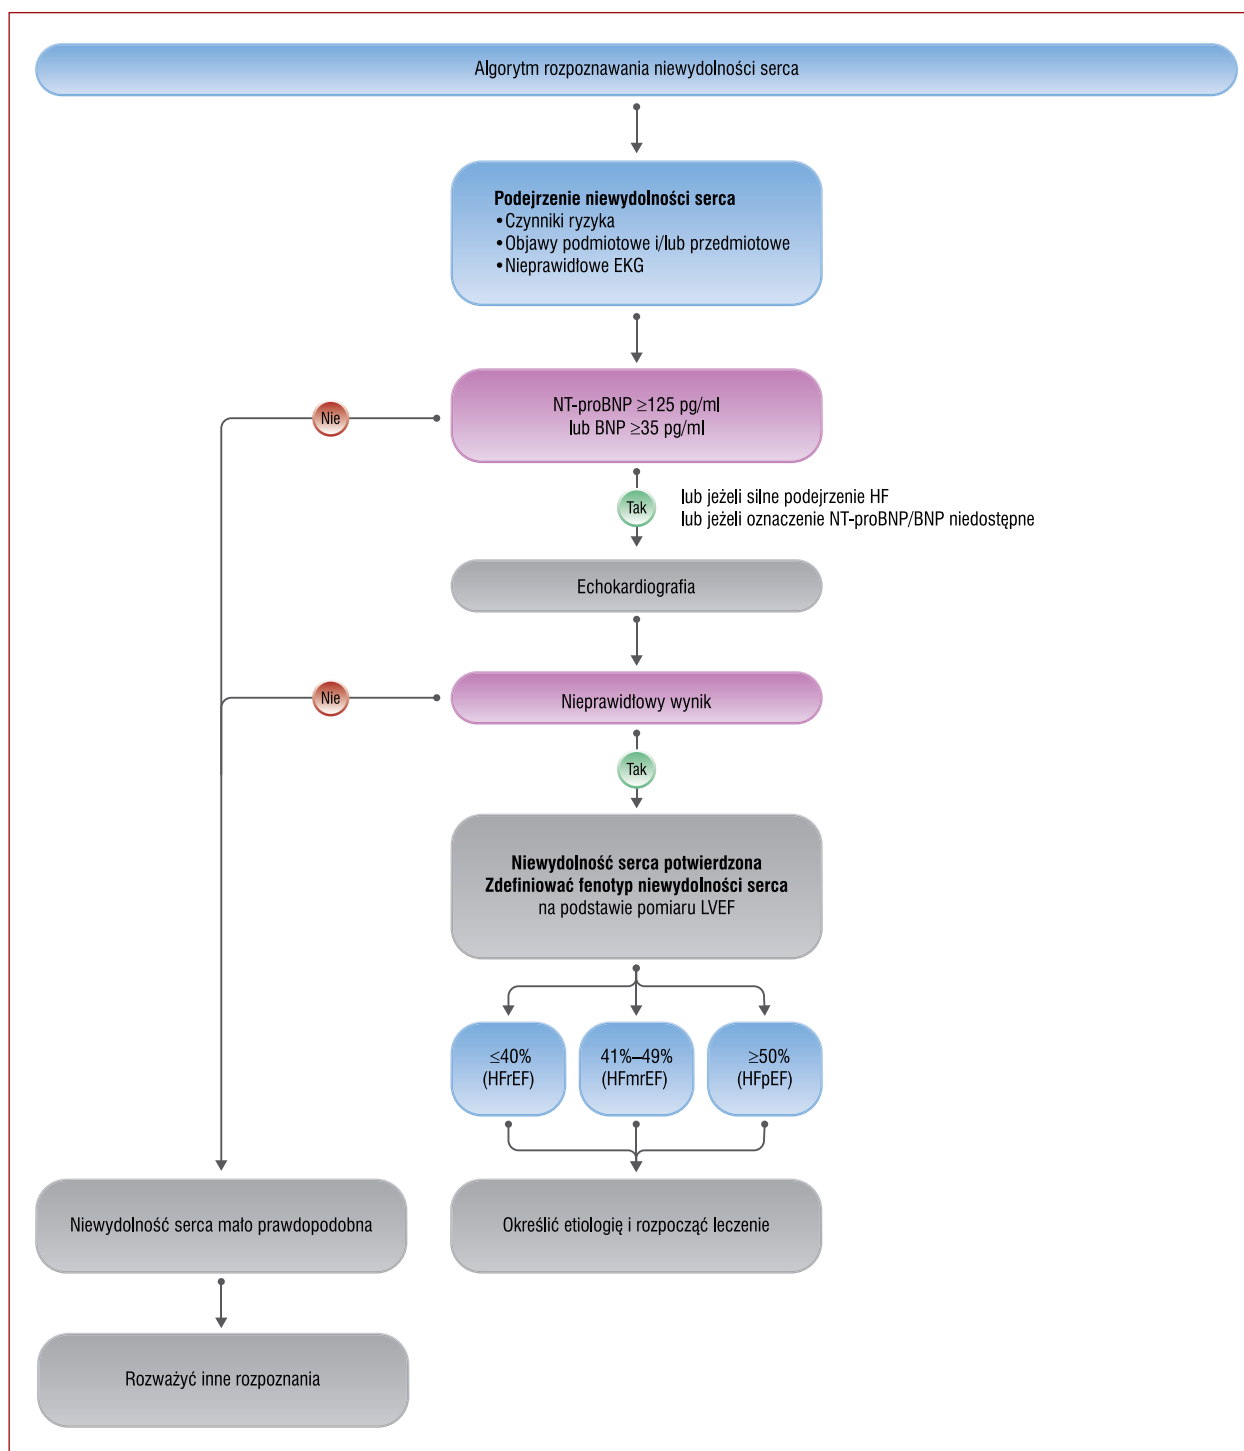 Algorytm rozpoznawania niewydolności serca
Podejrzenie niewydolności serca
•Czynniki ryzyka
•Objawy podmiotowe i/lub przedmiotowe
•Nieprawidłowe EKG
NT-proBNP ≥125 pg/ml
lub BNP ≥35 pg/ml
Nie
Tak
lub jeżeli silne podejrzenie HF
lub jeżeli oznaczenie NT-proBNP/BNP niedostępne
Echokardiografia
Nieprawidłowy wynik
Nie
Tak
Niewydolność serca potwierdzona
Zdefiniować fenotyp niewydolności serca
na podstawie pomiaru LVEF
≤40%
(HFrEF)
41%–49%
(HFmrEF)
≥50%
(HFpEF)
Niewydolność serca mało prawdopodobna
Określić etiologię i rozpocząć leczenie
Rozważyć inne rozpoznania